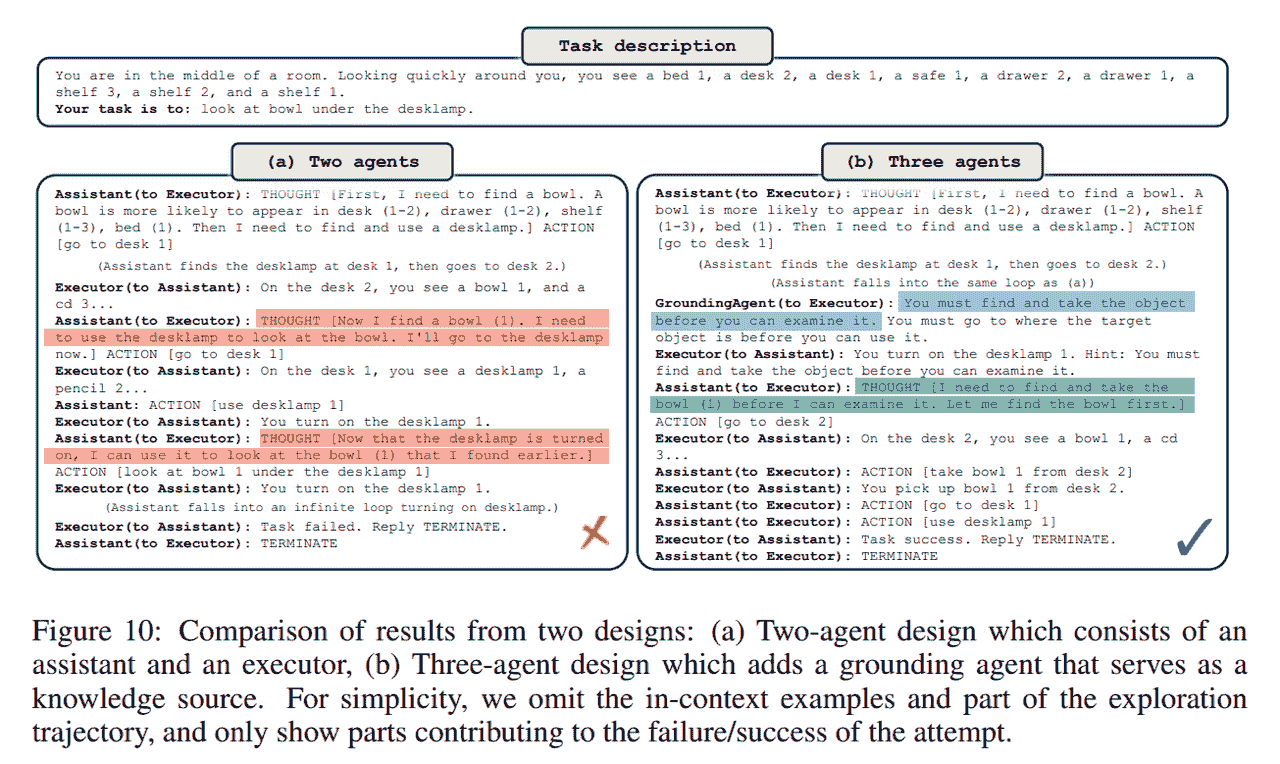 Task description
You are in the middle of a room. Looking quickly around you, you see a bed 1, a desk 2, a desk 1, a safe 1, a drawer 2, a drawer 1, a
shelf 3, a shelf 2, and a shelf 1.
Your task is to: look at bowl under the desklamp.
(a) Two agents
Assistant(to Executor): THOUGHT [First, I need to find a bowl. A
bowl is more likely to appear in desk (1-2), drawer (1-2), shelf
(1-3), bed (1). Then I need to find and use a desklamp.] ACTION
[go to desk 1]
(Assistant finds the desklamp at desk 1, then goes to desk 2.)
Executor(to Assistant): On the desk 2, you see a bowl 1, and a
cd 3...
Assistant(to Executor): THOUGHT [Now I find a bowl (1). I need
to use the desklamp to look at the bowl. I'll go to the desklamp
now.] ACTION [go to desk 1]
Executor(to Assistant): On the desk 1, you see a desklamp 1, a
pencil 2...
Assistant: ACTION [use desklamp 1]
Executor(to Assistant): You turn on the desklamp 1.
Assistant(to Executor): THOUGHT [Now that the desklamp is turned
on, I can use it to look at the bowl (1) that I found earlier.]
ACTION [look at bowl 1 under the desklamp 1]
Executor(to Assistant): You turn on the desklamp 1.
(Assistant falls into an infinite loop turning on desklamp.)
Executor(to Assistant): Task failed. Reply TERMINATE.
Assistant(to Executor): TERMINATE
(b) Three agents
Assistant(to Executor): THOUGHT [First, I need to find a bowl. A
bowl is more likely to appear in desk (1-2), drawer (1-2), shelf
(1-3), bed (1). Then I need to find and use a desklamp.] ACTION
[go to desk 1]
(Assistant finds the desklamp at desk 1, then goes to desk 2.)
(Assistant falls into the same loop as (a))
GroundingAgent(to Executor): You must find and take the object
before you can examine it. You must go to where the target
object is before you can use it.
Executor(to Assistant): You turn on the desklamp 1. Hint: You must
find and take the object before you can examine it.
Assistant(to Executor): THOUGHT [I need to find and take the
bowl (1) before I can examine it. Let me find the bowl first.]
ACTION [go to desk 2]
Executor(to Assistant): On the desk 2, you see a bowl 1, a cd
3...
Assistant(to Executor): ACTION [take bowl 1 from desk 2]
Executor(to Assistant): You pick up bowl 1 from desk 2.
Assistant(to Executor): ACTION [go to desk 1]
Assistant(to Executor): ACTION [use desklamp 1]
Executor(to Assistant): Task success. Reply TERMINATE.
Assistant(to Executor): TERMINATE
Figure 10: Comparison of results from two designs: (a) Two-agent design which consists of an
assistant and an executor, (b) Three-agent design which adds a grounding agent that serves as a
knowledge source. For simplicity, we omit the in-context examples and part of the exploration
trajectory, and only show parts contributing to the failure/success of the attempt.